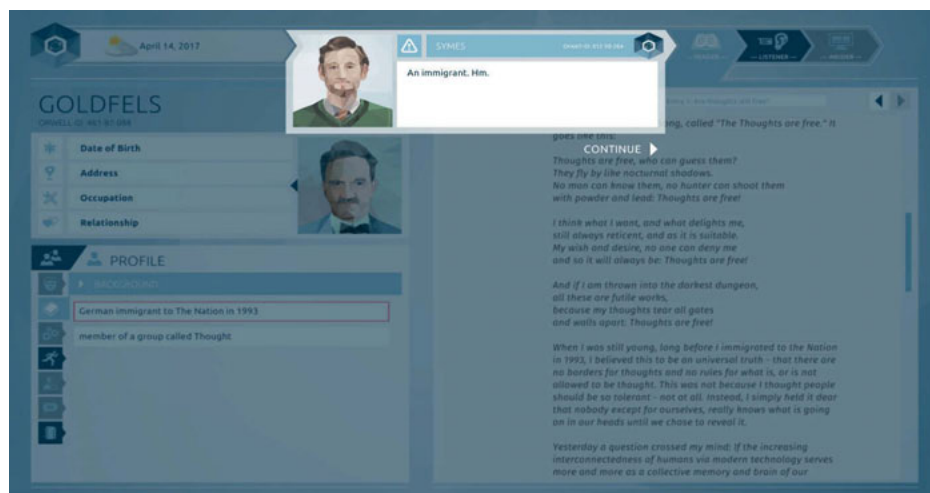 April 14, 2017
SYMES
An immigrant. Hm.
CONTINUE
LISTENER
INSIDER
GOLDFELS
Date of Birth
Address
Occupation
Relationship
PROFILE
BACKGROUND
German immigrant to The Nation in 1993
member of a group called Thought
called "The Thoughts are free." It
goes like this:
Thoughts are free, who can guess them?
They fly by like nocturnal shadows.
No man can know them, no hunter can shoot them
with powder and lead: Thoughts are free!
I think what I want, and what delights me,
still always reticent, and as it is suitable.
My wish and desire, no one can deny me
and so it will always be: Thoughts are free!
And if I am thrown into the darkest dungeon,
all these are futile works,
because my thoughts tear all gates
and walls apart: Thoughts are free!
When I was still young, long before I immigrated to the Nation
in 1993, I believed this to be an universal truth - that there are
no borders for thoughts and no rules for what is, or is not
allowed to be thought. This was not because I thought people
should be so tolerant - not at all. Instead, I simply held it dear
that nobody except for ourselves, really knows what is going
on in our heads until we chose to reveal it.
Yesterday a question crossed my mind: If the increasing
interconnectedness of humans via modern technology serves
more and more as a collective memory and brain of our